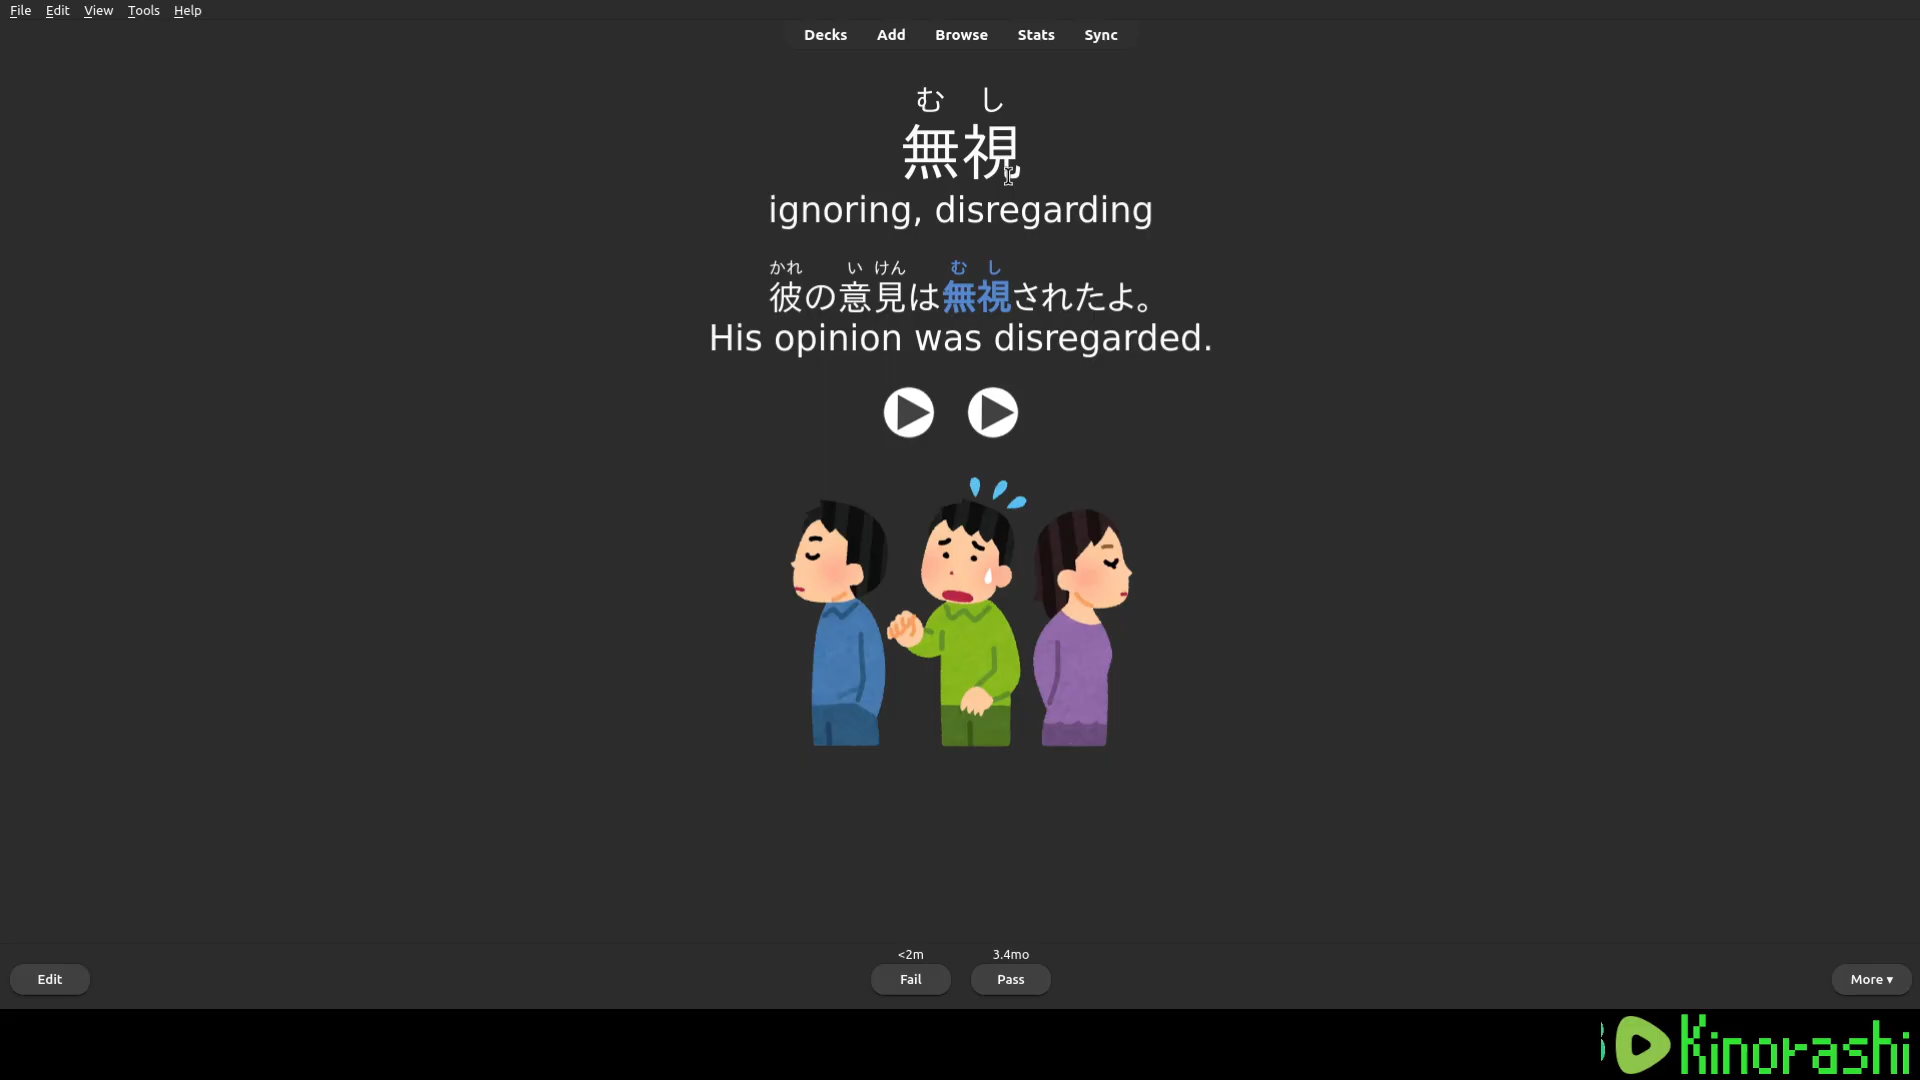 File Edit View Tools Help
Decks Add Browse Stats Sync
む し
無視
ignoring, disregarding
かれ い けん む し
彼の意見は無視されたよ。
His opinion was disregarded.
<2m 3.4mo
Edit Fail Pass More ▾
Kinorashi